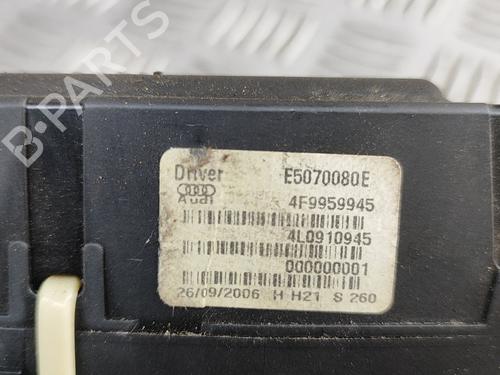 B-PARTS
Driver E5070080E
Audi 4F9959945
4L0910945
000000001
26/09/2006 H H21 S 260